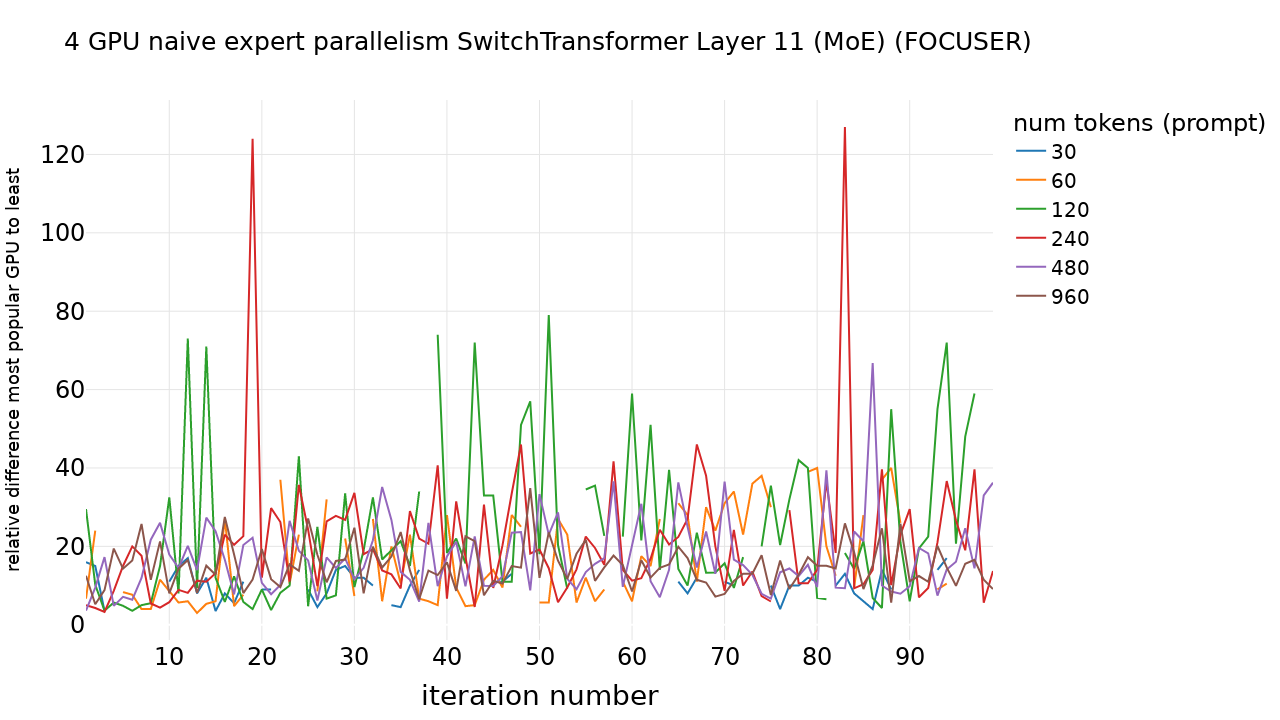 4 GPU naive expert parallelism SwitchTransformer Layer 11 (MoE) (FOCUSER)
num tokens (prompt)
30
60
120
240
480
960
relative difference most popular GPU to least
120
100
80
60
40
20
0
10 20 30 40 50 60 70 80 90
iteration number